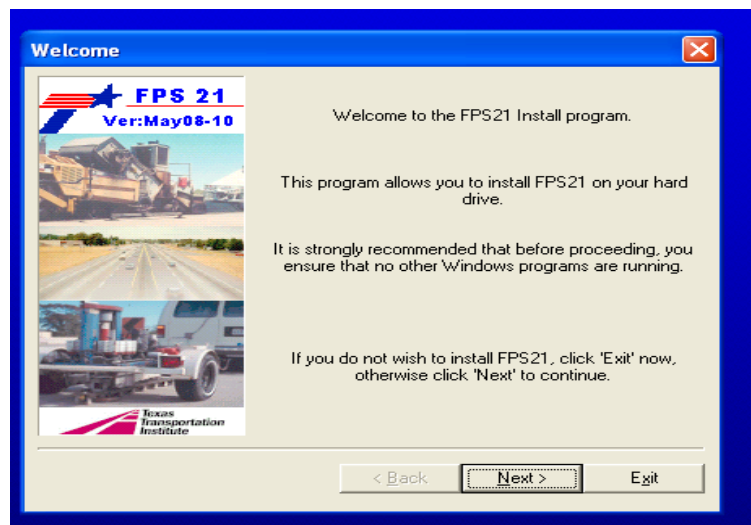 Welcome
FPS 21
Ver:May08-10
Welcome to the FPS21 Install program.
This program allows you to install FPS21 on your hard
drive.
It is strongly recommended that before proceeding, you
ensure that no other Windows programs are running.
If you do not wish to install FPS21, click 'Exit' now,
otherwise click 'Next' to continue.
Texas
Transportation
Institute
< Back
Next >
Exit